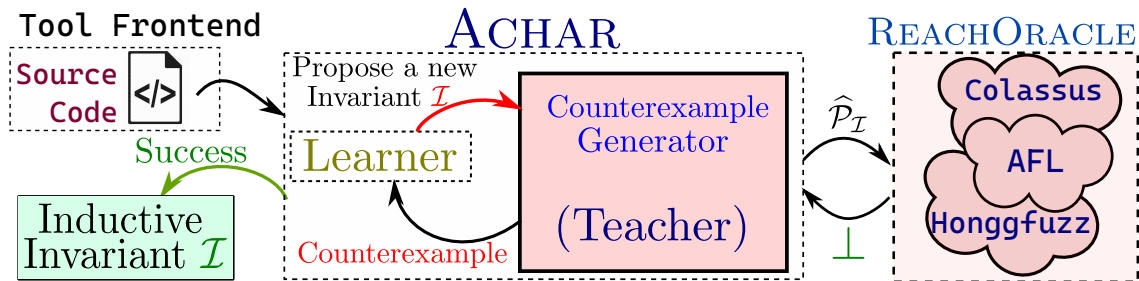 Tool Frontend
Source
Code
</>
Success
Inductive
Invariant ℐ
ACHAR
Propose a new
Invariant ℐ
Learner
Counterexample
Counterexample
Generator
(Teacher)
𝒫̂_ℐ
⊥
REACHORACLE
Colassus
AFL
Honggfuzz